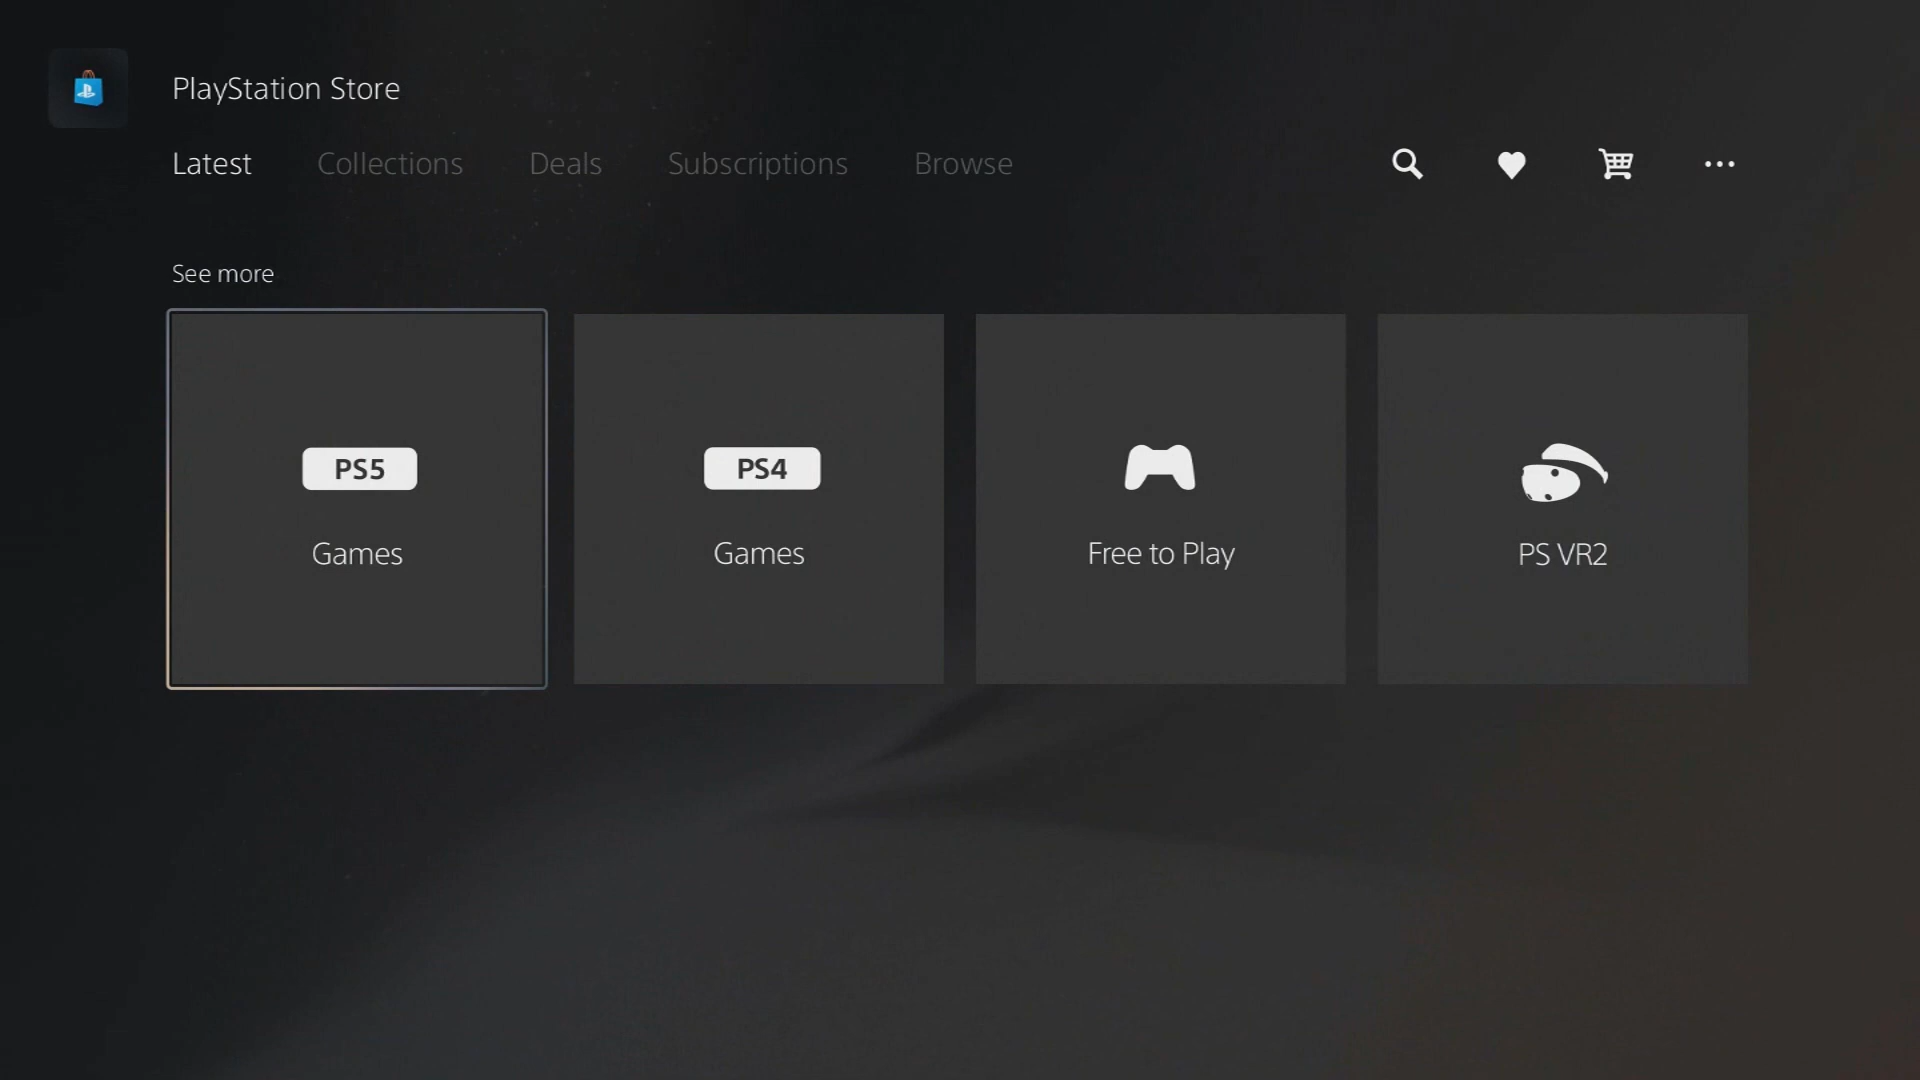 PlayStation Store
Latest Collections Deals Subscriptions Browse
See more
PS5 PS4
Games Games Free to Play PS VR2